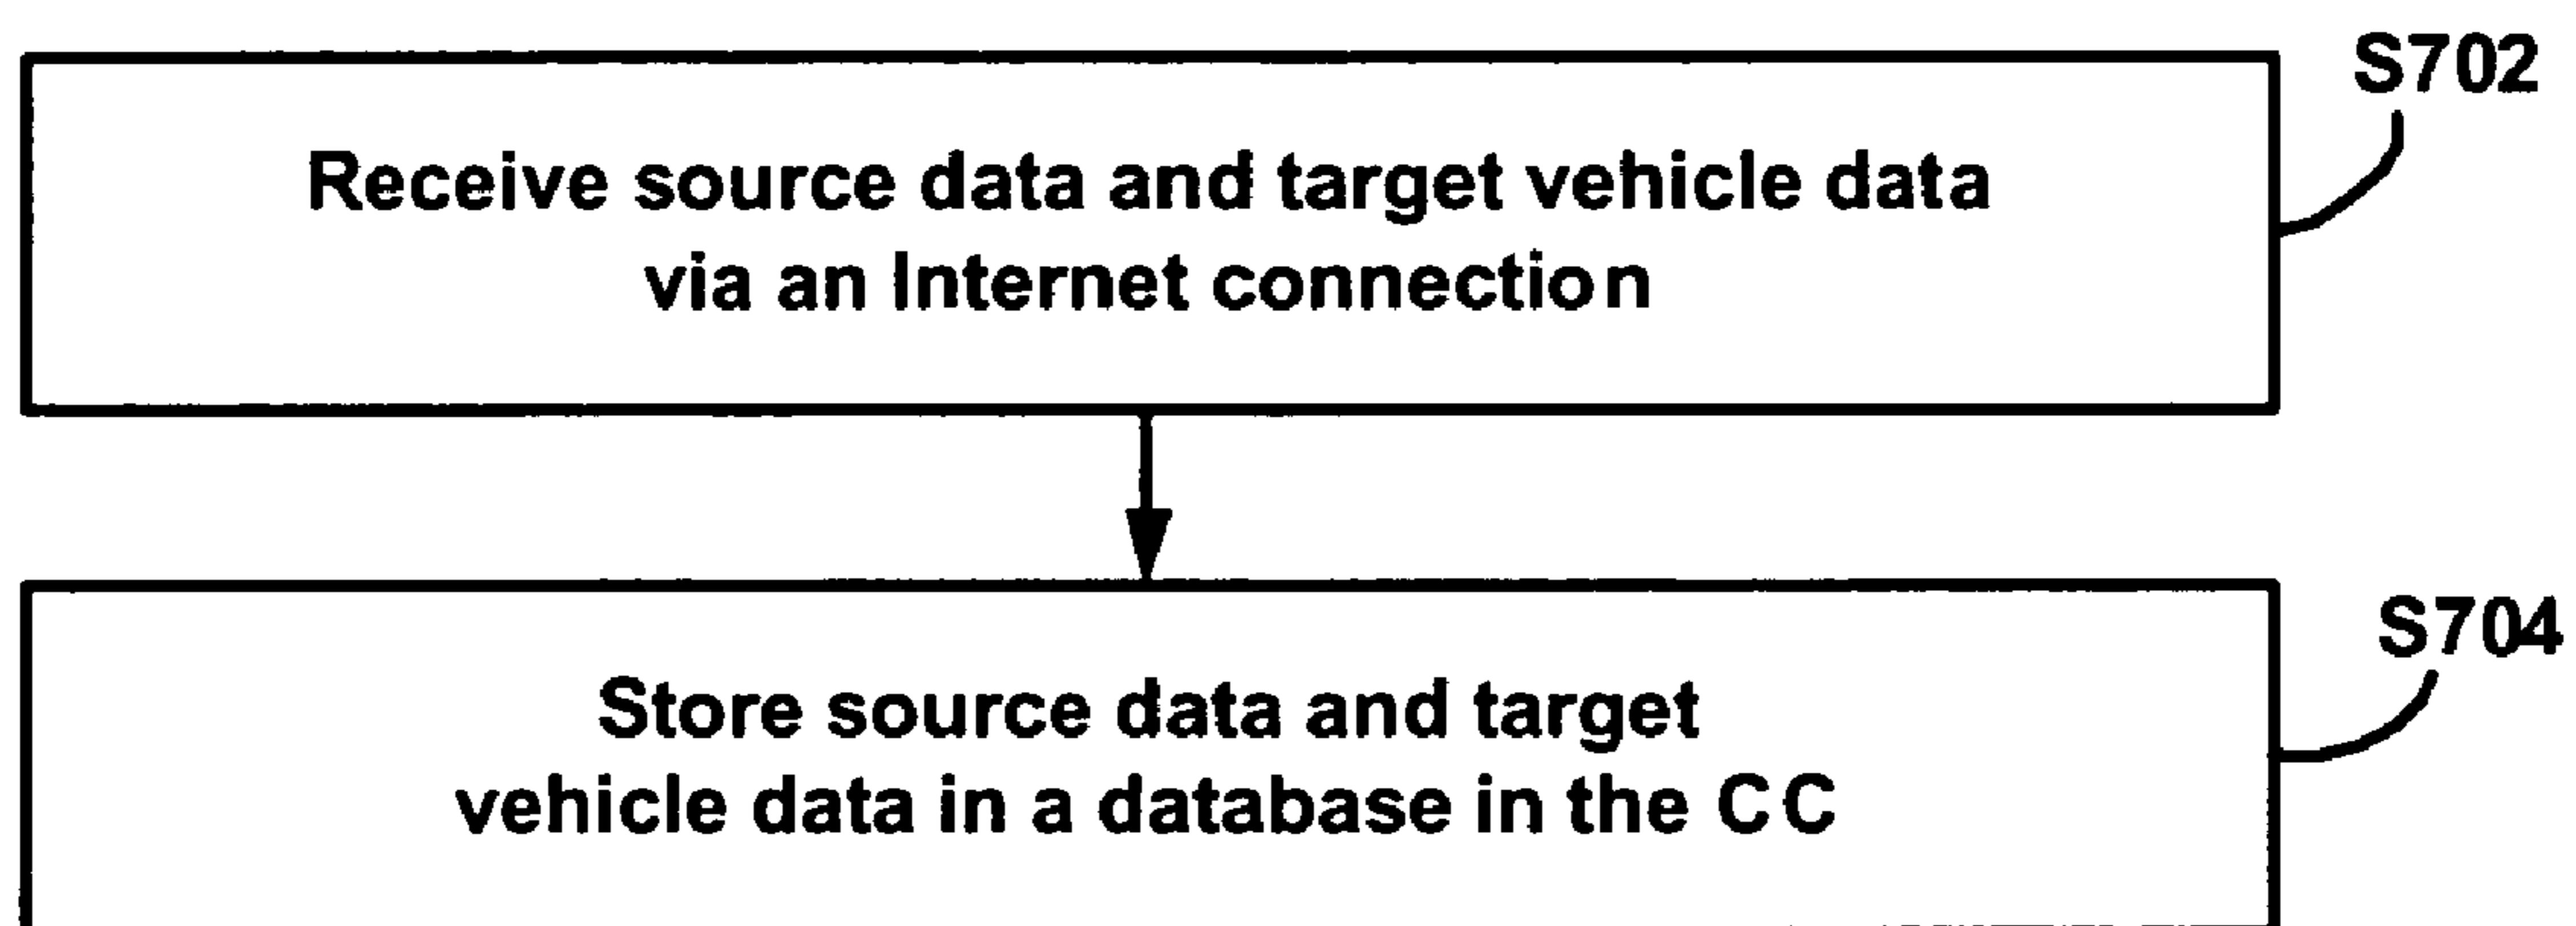 S702
Receive source data and target vehicle data
via an Internet connection
S704
Store source data and target
vehicle data in a database in the CC